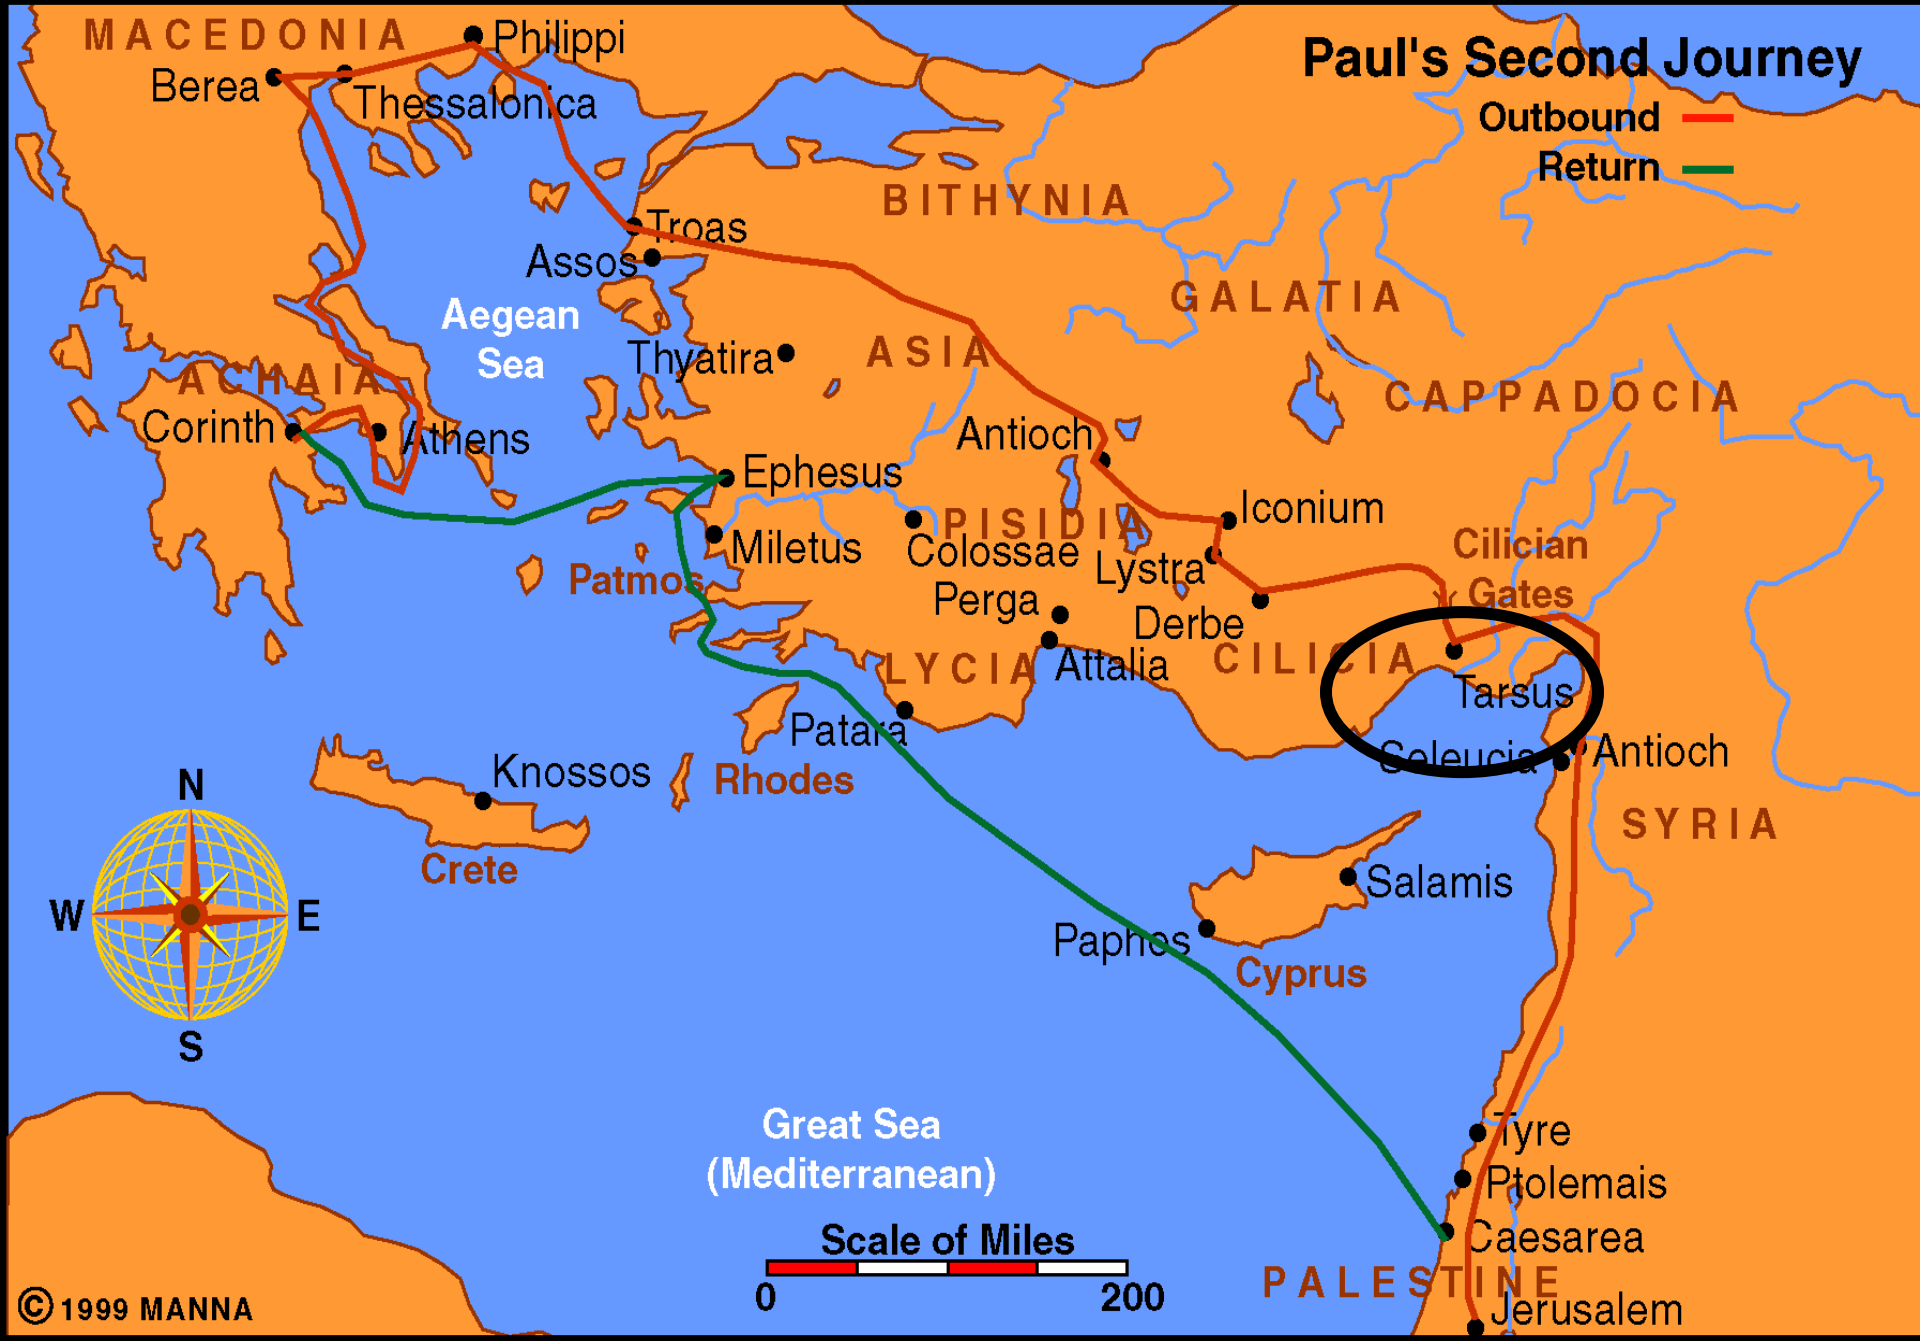 Paul's Second Journey
Outbound
Return
MACEDONIA
Philippi
Berea
Thessalonica
BITHYNIA
Troas
Assos
GALATIA
Aegean
Sea
ASIA
Thyatira
ACHAIA
CAPPADOCIA
Corinth
Athens
Antioch
Ephesus
Iconium
PISIDIA
Miletus
Colossae
Cilician
Gates
Lystra
Patmos
Perga
Derbe
CILICIA
LYCIA
Attalia
Tarsus
Patara
Seleucia
Antioch
Knossos
Rhodes
N
SYRIA
Crete
Salamis
W
E
Paphos
Cyprus
S
Great Sea
(Mediterranean)
Tyre
Ptolemais
Scale of Miles
Caesarea
PALESTINE
0
200
© 1999 MANNA
Jerusalem